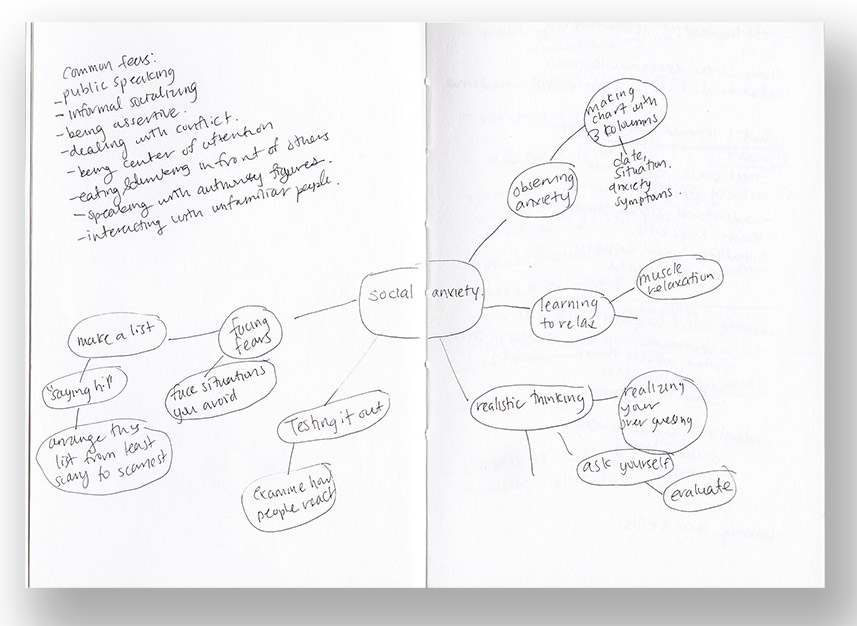 Common fears:
-public speaking
-informal socializing
-being assertive.
-dealing with conflict.
-being center of attention
-eating & drinking in front of others
-speaking with authority figures.
-interacting with unfamiliar people.
making
chart with
3 kolumns
date,
situation.
anxiety
symptoms.
observing
anxiety
social anxiety
muscle
relaxation
learning
to relax
facing
fears
make a list
"saying hi!"
arrange this
list from least
scary to scariest
face situations
you avoid
Testing it out
examine how
people react
realistic thinking
realizing
your
over guesing
ask yourself
evaluate